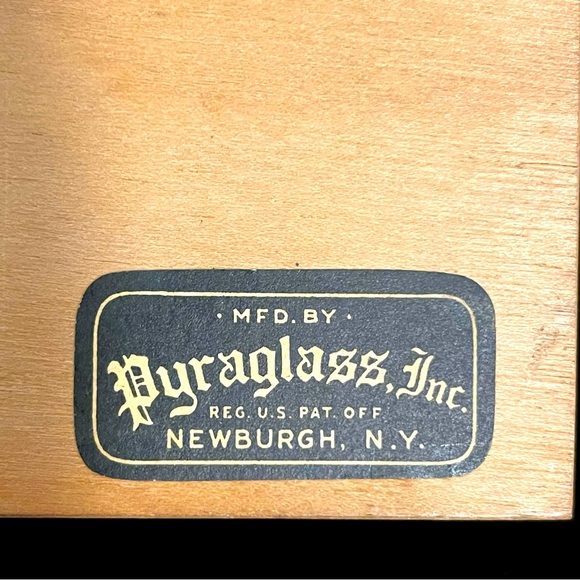 · MFD. BY ·
Pyraglass, Inc.
REG. U.S. PAT. OFF
NEWBURGH, N.Y.